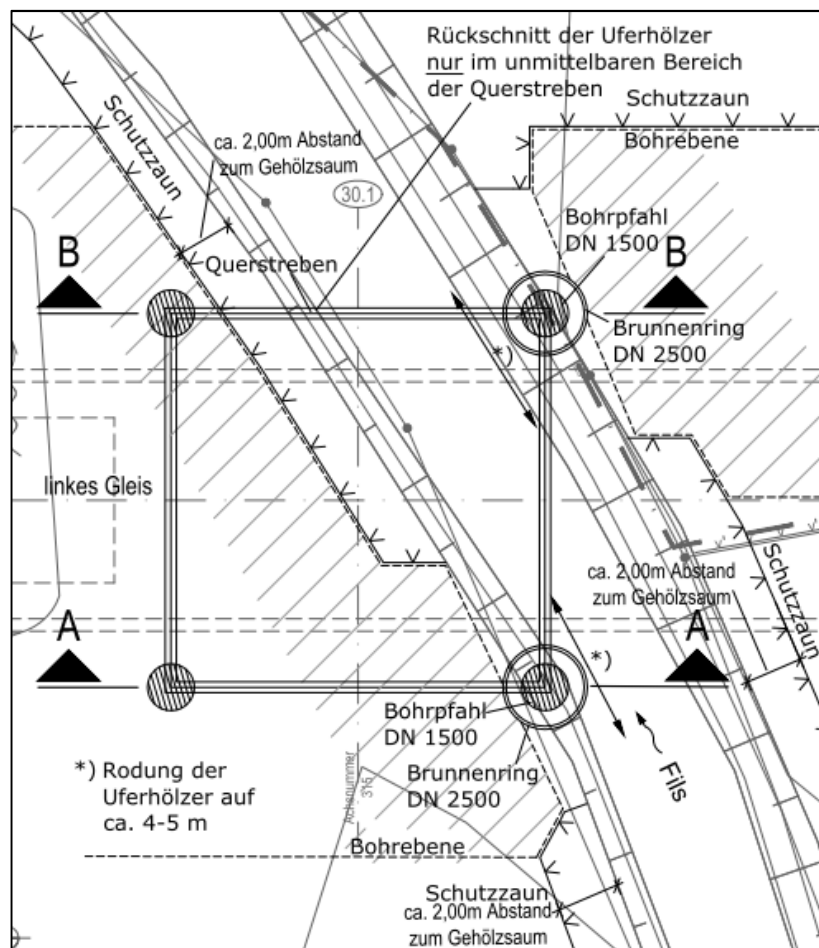 Rückschnitt der Uferhölzer
nur im unmittelbaren Bereich
der Querstreben
Schutzzaun
Bohrebene
Schutzzaun
ca. 2,00m Abstand
zum Gehölzsaum
30.1
Bohrpfahl
DN 1500
B
B
Querstreben
Brunnenring
DN 2500
*)
linkes Gleis
ca. 2,00m Abstand
zum Gehölzsaum
Schutzzaun
A
A
*)
Bohrpfahl
DN 1500
Fils
*) Rodung der
Uferhölzer auf
ca. 4-5 m
Brunnenring
DN 2500
Achsnummer
315
Bohrebene
Schutzzaun
ca. 2,00m Abstand
zum Gehölzsaum